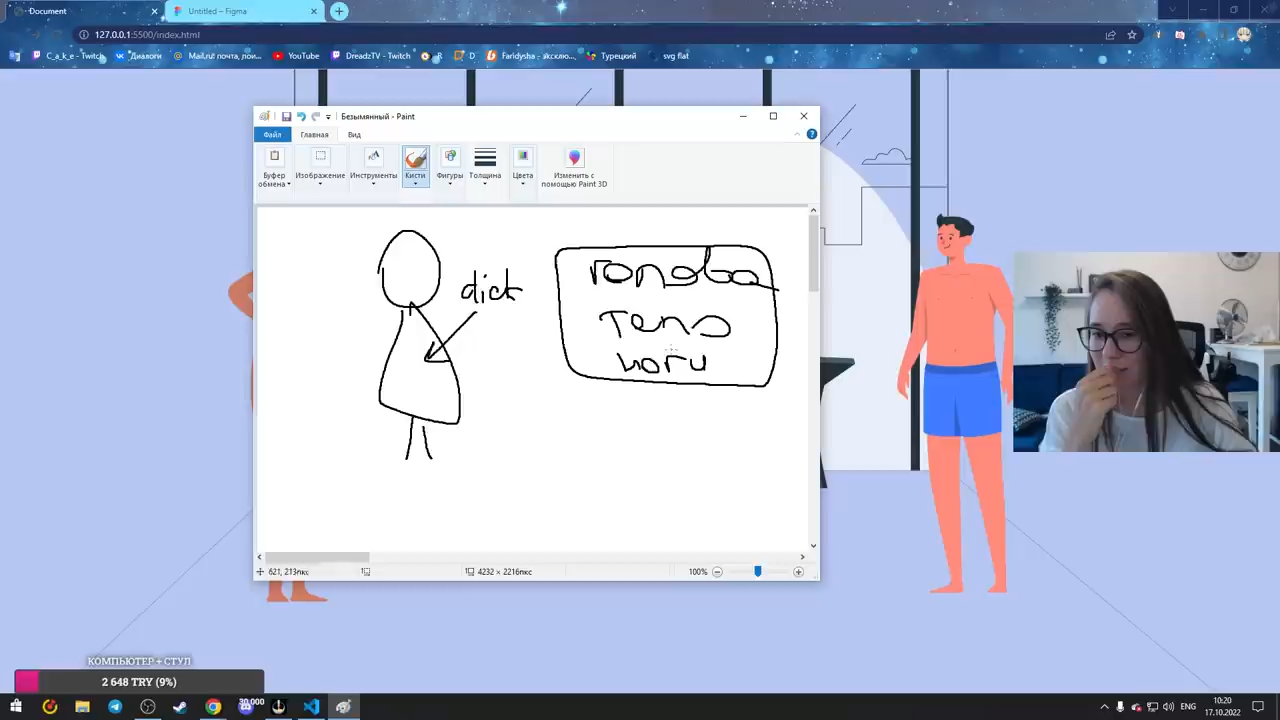 Document
Untitled – Figma
127.0.0.1:5500/index.html
C_a_k_e - Twitch
Диалоги
Mail.ru: почта, пои...
YouTube
DreadzTV - Twitch
R
D
Faridysha - эксклю...
Турецкий
svg flat
Безымянный - Paint
Файл
Главная
Вид
Буфер обмена
Изображение
Инструменты
Кисти
Фигуры
Толщина
Цвета
Изменить с помощью Paint 3D
dick
голова
тело
ноги
621, 213пкс
4232 × 2216пкс
100%
КОМПЬЮТЕР + СТУЛ
2 648 TRY (9%)
30,000
ENG
10:20
17.10.2022